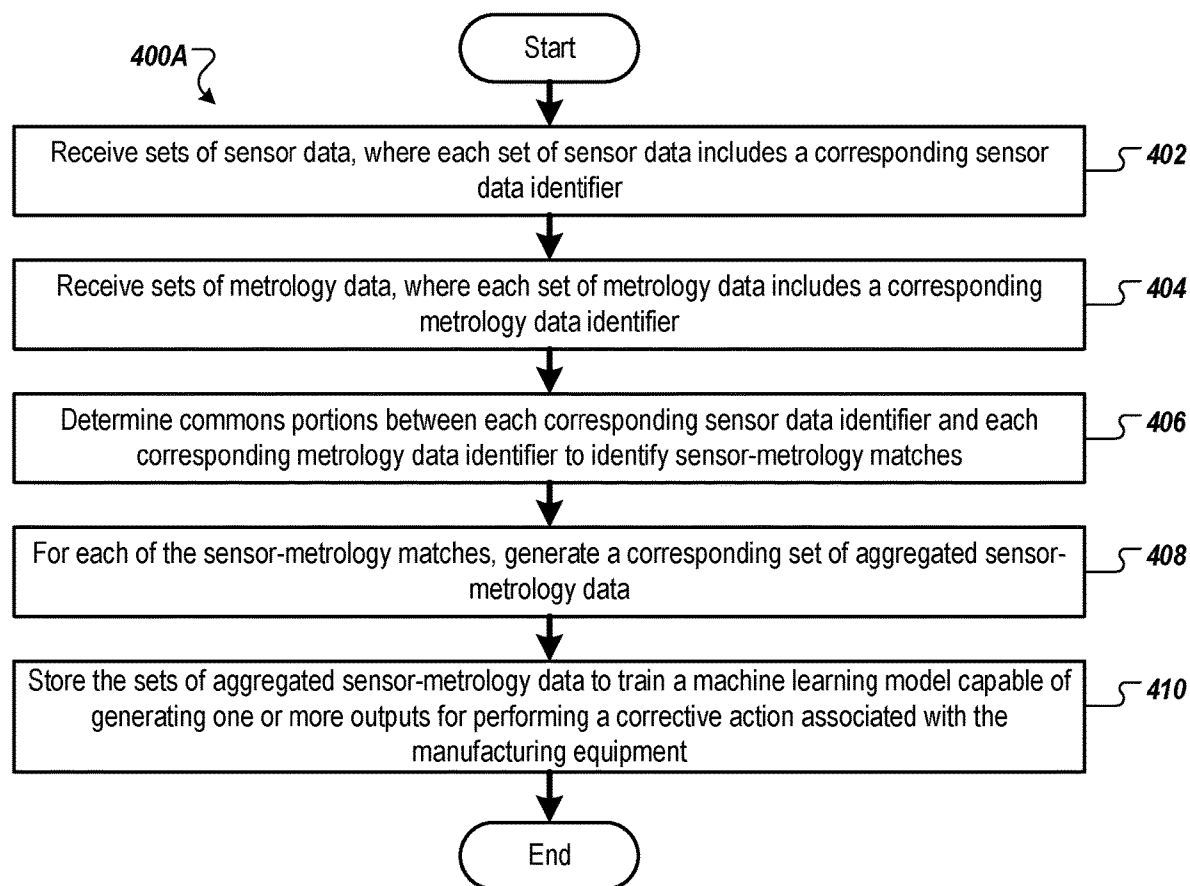 Start
400A
Receive sets of sensor data, where each set of sensor data includes a corresponding sensor
data identifier
402
Receive sets of metrology data, where each set of metrology data includes a corresponding
metrology data identifier
404
Determine commons portions between each corresponding sensor data identifier and each
corresponding metrology data identifier to identify sensor-metrology matches
406
For each of the sensor-metrology matches, generate a corresponding set of aggregated sensor-
metrology data
408
Store the sets of aggregated sensor-metrology data to train a machine learning model capable of
generating one or more outputs for performing a corrective action associated with the
manufacturing equipment
410
End